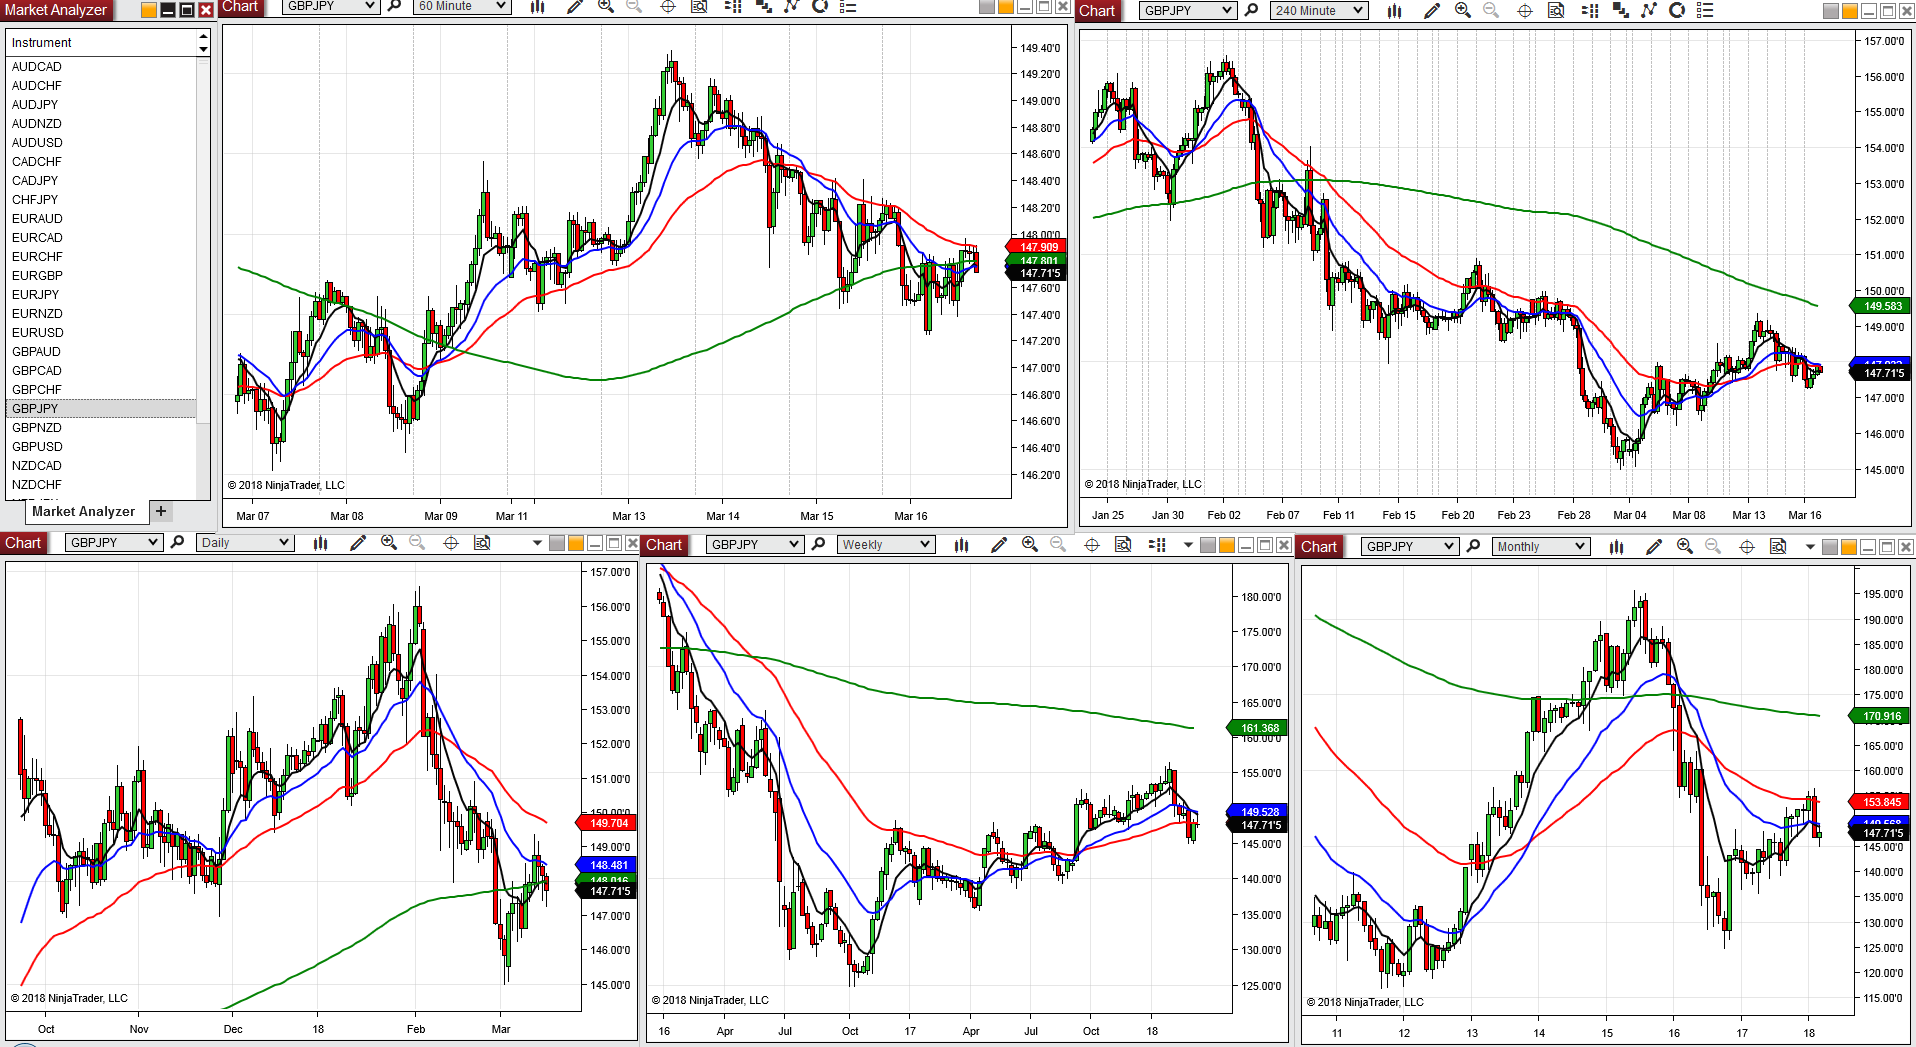 Market Analyzer
Instrument
AUDCAD
AUDCHF
AUDJPY
AUDNZD
AUDUSD
CADCHF
CADJPY
CHFJPY
EURAUD
EURCAD
EURCHF
EURGBP
EURJPY
EURNZD
EURUSD
GBPAUD
GBPCAD
GBPCHF
GBPJPY
GBPNZD
GBPUSD
NZDCAD
NZDCHF
Market Analyzer +
Chart GBPJPY 60 Minute
149.40'0
149.20'0
149.00'0
148.80'0
148.60'0
148.40'0
148.20'0
148.00'0
147.909
147.801
147.71'5
147.60'0
147.40'0
147.20'0
147.00'0
146.80'0
146.60'0
146.40'0
146.20'0
© 2018 NinjaTrader, LLC
Mar 07 Mar 08 Mar 09 Mar 11 Mar 13 Mar 14 Mar 15 Mar 16
Chart GBPJPY 240 Minute
157.00'0
156.00'0
155.00'0
154.00'0
153.00'0
152.00'0
151.00'0
150.00'0
149.583
149.00'0
147.71'5
147.00'0
146.00'0
145.00'0
© 2018 NinjaTrader, LLC
Jan 25 Jan 30 Feb 02 Feb 07 Feb 11 Feb 15 Feb 20 Feb 23 Feb 28 Mar 04 Mar 08 Mar 13 Mar 16
Chart GBPJPY Daily
157.00'0
156.00'0
155.00'0
154.00'0
153.00'0
152.00'0
151.00'0
150.00'0
149.704
149.00'0
148.481
148.016
147.71'5
147.00'0
146.00'0
145.00'0
© 2018 NinjaTrader, LLC
Oct Nov Dec 18 Feb Mar
Chart GBPJPY Weekly
180.00'0
175.00'0
170.00'0
165.00'0
161.368
160.00'0
155.00'0
149.528
147.71'5
145.00'0
140.00'0
135.00'0
130.00'0
125.00'0
© 2018 NinjaTrader, LLC
16 Apr Jul Oct 17 Apr Jul Oct 18
Chart GBPJPY Monthly
195.00'0
190.00'0
185.00'0
180.00'0
175.00'0
170.916
165.00'0
160.00'0
153.845
147.71'5
145.00'0
140.00'0
135.00'0
130.00'0
125.00'0
120.00'0
115.00'0
© 2018 NinjaTrader, LLC
11 12 13 14 15 16 17 18